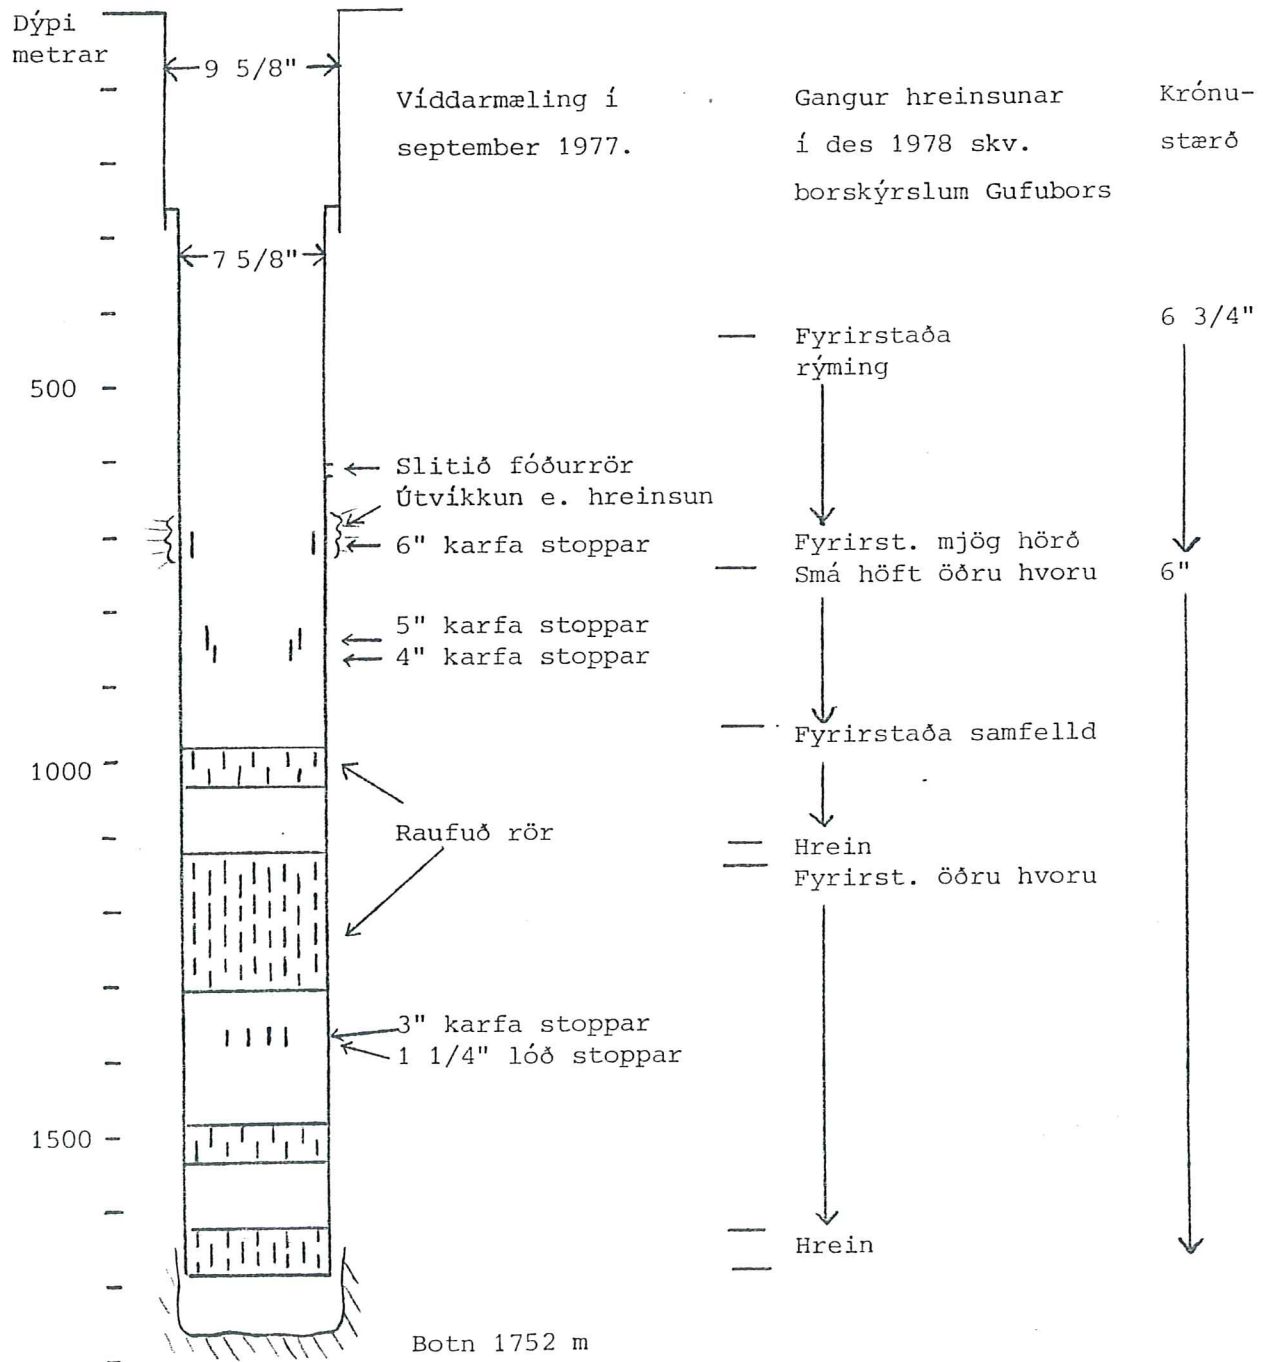 Dýpi
metrar
9 5/8"
Víddarmæling í
september 1977.
Gangur hreinsunar
í des 1978 skv.
borskýrslum Gufubors
Krónu-
stærð
7 5/8"
6 3/4"
Fyrirstaða
rýming
500
Slitið fóðurrör
Útvíkkun e. hreinsun
6" karfa stoppar
Fyrirst. mjög hörð
Smá höft öðru hvoru
6"
5" karfa stoppar
4" karfa stoppar
Fyrirstaða samfelld
1000
Raufuð rör
Hrein
Fyrirst. öðru hvoru
3" karfa stoppar
1 1/4" lóð stoppar
1500
Hrein
Botn 1752 m